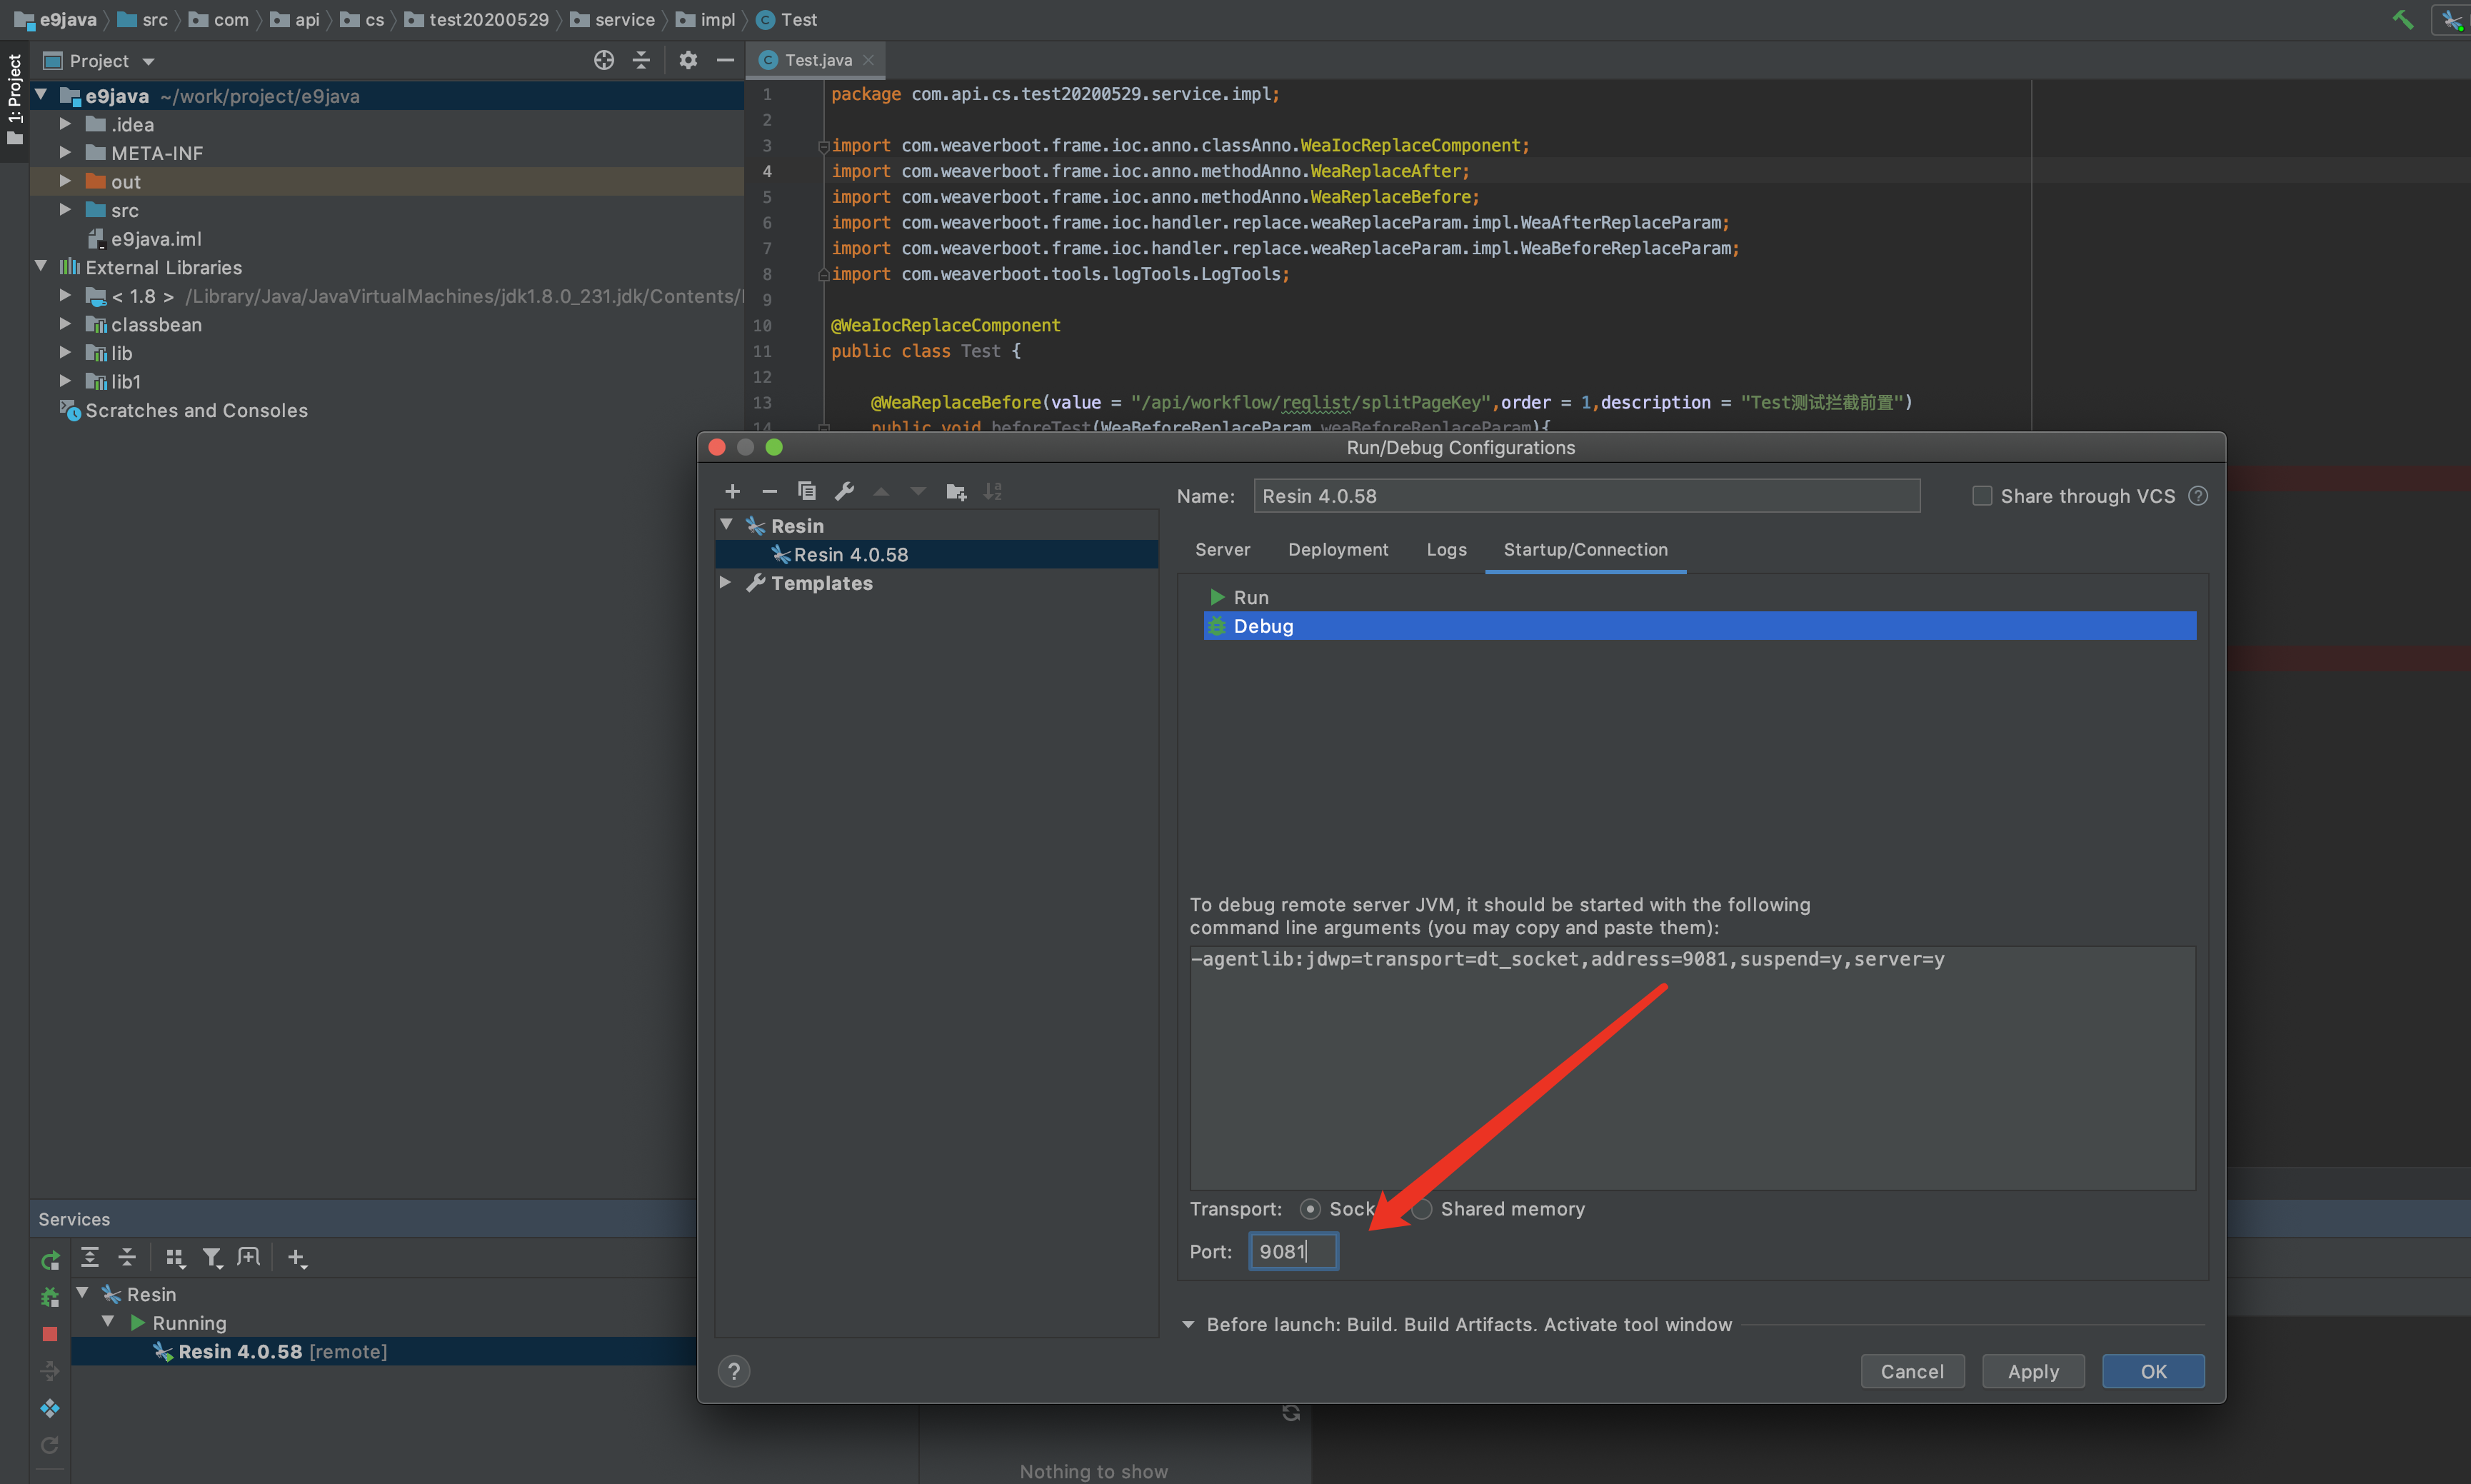 e9java src com api cs test20200529 service impl Test
1: Project
Project
Test.java
e9java ~/work/project/e9java
.idea
META-INF
out
src
e9java.iml
External Libraries
< 1.8 > /Library/Java/JavaVirtualMachines/jdk1.8.0_231.jdk/Contents/
classbean
lib
lib1
Scratches and Consoles
1 package com.api.cs.test20200529.service.impl;
2
3 import com.weaverboot.frame.ioc.anno.classAnno.WeaIocReplaceComponent;
4 import com.weaverboot.frame.ioc.anno.methodAnno.WeaReplaceAfter;
5 import com.weaverboot.frame.ioc.anno.methodAnno.WeaReplaceBefore;
6 import com.weaverboot.frame.ioc.handler.replace.weaReplaceParam.impl.WeaAfterReplaceParam;
7 import com.weaverboot.frame.ioc.handler.replace.weaReplaceParam.impl.WeaBeforeReplaceParam;
8 import com.weaverboot.tools.logTools.LogTools;
9
10 @WeaIocReplaceComponent
11 public class Test {
12
13 @WeaReplaceBefore(value = "/api/workflow/reqlist/splitPageKey",order = 1,description = "Test测试拦截前置")
14 public void beforeTest(WeaBeforeReplaceParam weaBeforeReplaceParam){
Run/Debug Configurations
Resin
Resin 4.0.58
Templates
Name: Resin 4.0.58
Share through VCS ?
Server Deployment Logs Startup/Connection
Run
Debug
To debug remote server JVM, it should be started with the following
command line arguments (you may copy and paste them):
-agentlib:jdwp=transport=dt_socket,address=9081,suspend=y,server=y
Transport: Sock Shared memory
Port: 9081
Before launch: Build, Build Artifacts, Activate tool window
? Cancel Apply OK
Services
Resin
Running
Resin 4.0.58 [remote]
Nothing to show